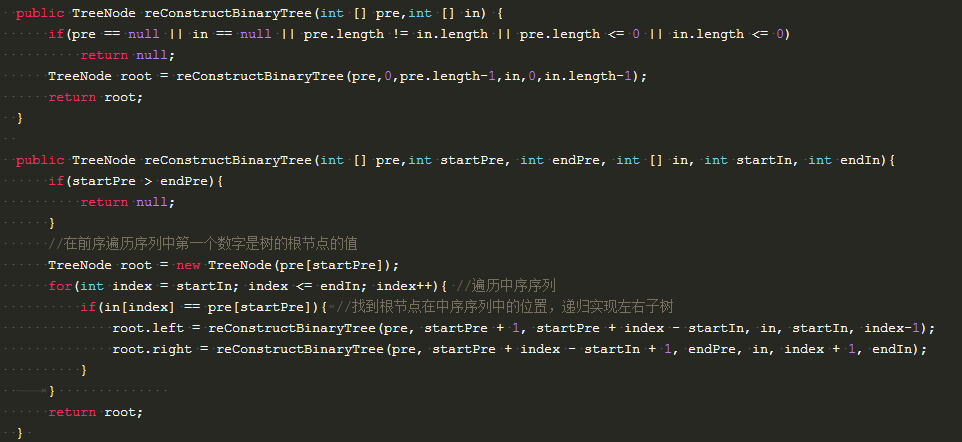 public TreeNode reConstructBinaryTree(int [] pre,int [] in) {
    if(pre == null || in == null || pre.length != in.length || pre.length <= 0 || in.length <= 0)
        return null;
    TreeNode root = reConstructBinaryTree(pre,0,pre.length-1,in,0,in.length-1);
    return root;
}
public TreeNode reConstructBinaryTree(int [] pre,int startPre, int endPre, int [] in, int startIn, int endIn){
    if(startPre > endPre){
        return null;
    }
    //在前序遍历序列中第一个数字是树的根节点的值
    TreeNode root = new TreeNode(pre[startPre]);
    for(int index = startIn; index <= endIn; index++){ //遍历中序序列
        if(in[index] == pre[startPre]){ //找到根节点在中序序列中的位置，递归实现左右子树
            root.left = reConstructBinaryTree(pre, startPre + 1, startPre + index - startIn, in, startIn, index-1);
            root.right = reConstructBinaryTree(pre, startPre + index - startIn + 1, endPre, in, index + 1, endIn);
        }
    }
    return root;
}